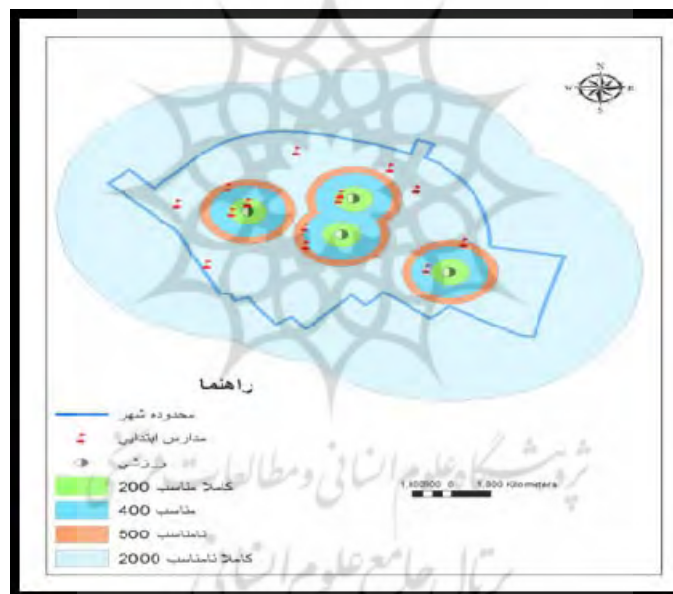 N
W E
S
راهنما
محدوده شهر
مدارس ابتدایی
ورزشی
کاملا مناسب 200
مناسب 400
نامناسب 500
کاملا نامناسب 2000
0 Kilometers
پژوهشگاه علوم انسانی و مطالعات فرهنگی
پرتال جامع علوم انسانی